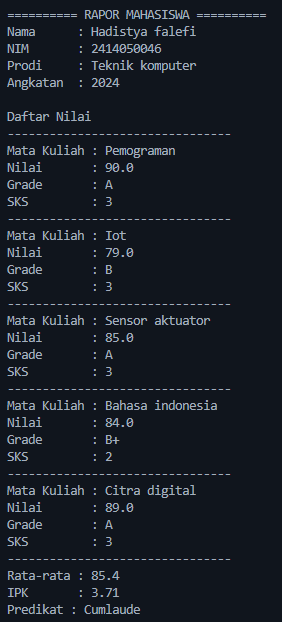 ========== RAPOR MAHASISWA ==========
Nama      : Hadistya falefi
NIM       : 2414050046
Prodi     : Teknik komputer
Angkatan  : 2024

Daftar Nilai
--------------------------------
Mata Kuliah : Pemograman
Nilai       : 90.0
Grade       : A
SKS         : 3
--------------------------------
Mata Kuliah : Iot
Nilai       : 79.0
Grade       : B
SKS         : 3
--------------------------------
Mata Kuliah : Sensor aktuator
Nilai       : 85.0
Grade       : A
SKS         : 3
--------------------------------
Mata Kuliah : Bahasa indonesia
Nilai       : 84.0
Grade       : B+
SKS         : 2
--------------------------------
Mata Kuliah : Citra digital
Nilai       : 89.0
Grade       : A
SKS         : 3
--------------------------------
Rata-rata : 85.4
IPK       : 3.71
Predikat : Cumlaude